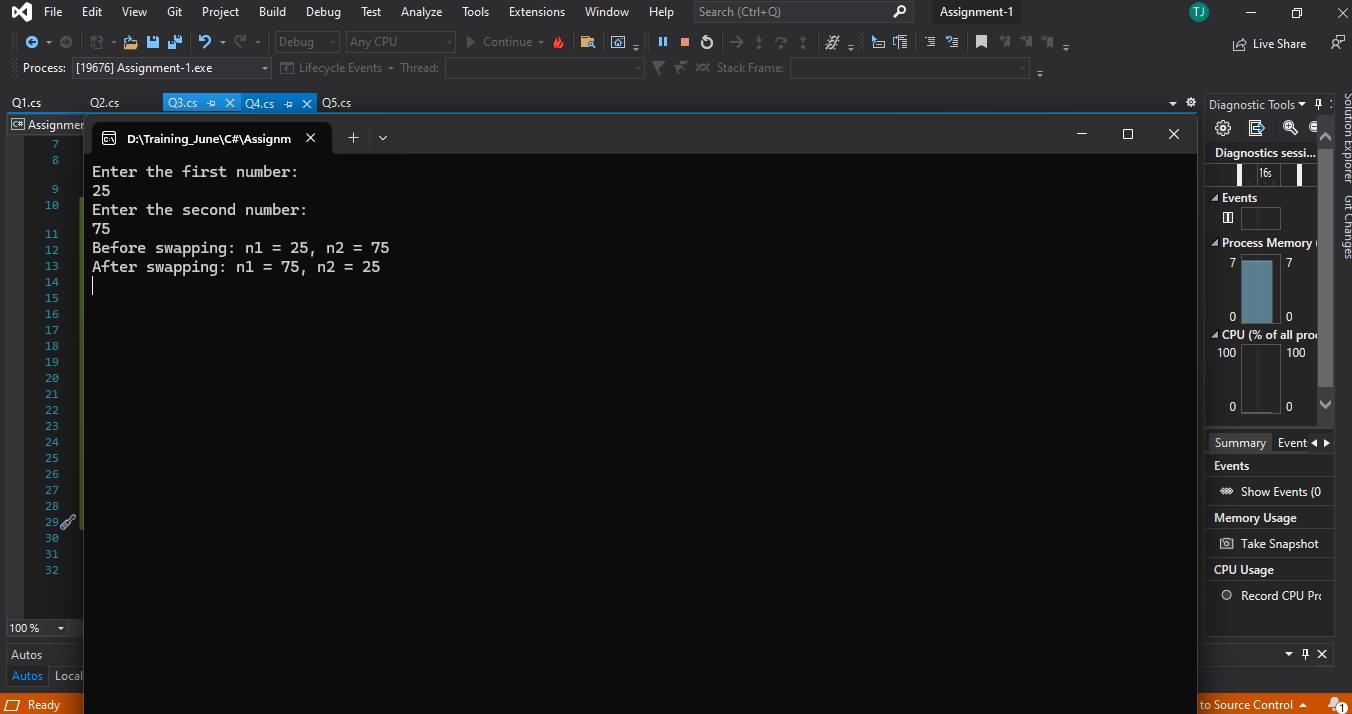 File Edit View Git Project Build Debug Test Analyze Tools Extensions Window Help Search (Ctrl+Q) Assignment-1 TJ
Debug Any CPU Continue Live Share
Process: [19676] Assignment-1.exe Lifecycle Events Thread: Stack Frame:
Q1.cs Q2.cs Q3.cs Q4.cs Q5.cs
C# Assignmen
D:\Training_June\C#\Assignm
7
8
9
10
11
12
13
14
15
16
17
18
19
20
21
22
23
24
25
26
27
28
29
30
31
32
Enter the first number:
25
Enter the second number:
75
Before swapping: n1 = 25, n2 = 75
After swapping: n1 = 75, n2 = 25
Diagnostic Tools
Diagnostics sessi...
16s
Events
Process Memory (
7 7
0 0
CPU (% of all proc
100 100
0 0
Summary Event
Events
Show Events (0
Memory Usage
Take Snapshot
CPU Usage
Record CPU Pro
Solution Explorer
Git Changes
100 %
Autos
Autos Local
Ready
to Source Control 1